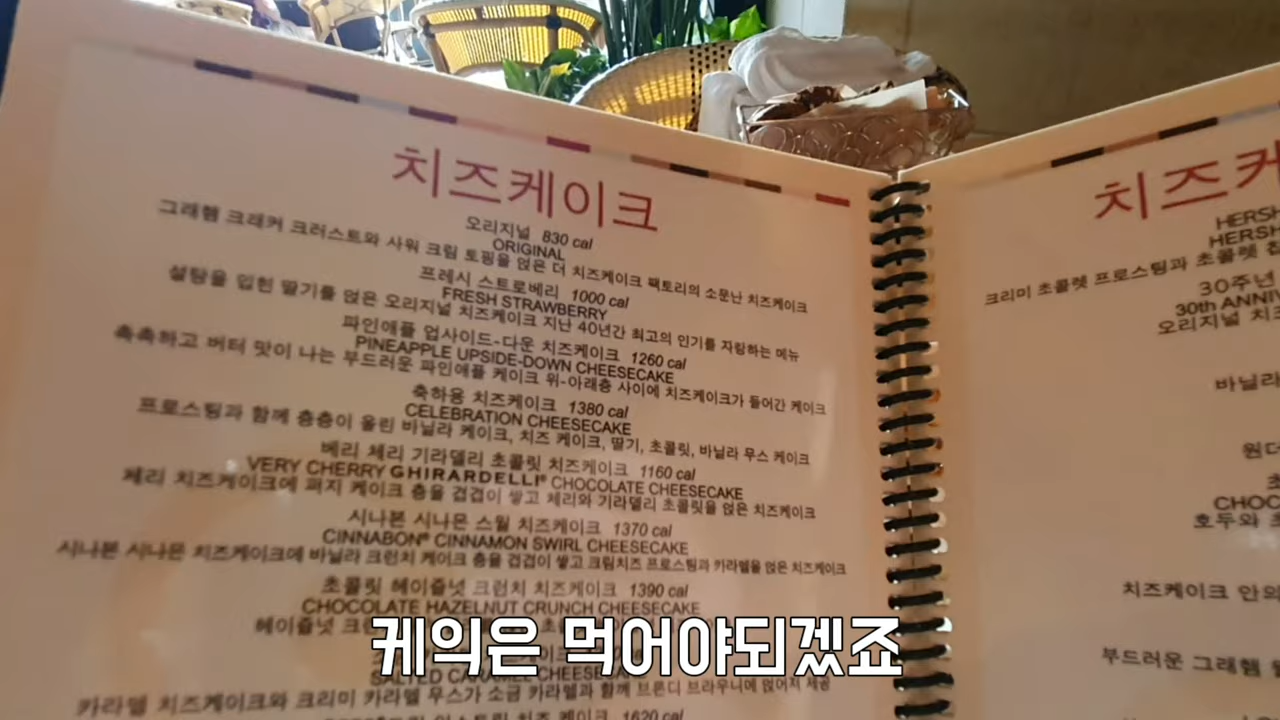 치즈케이크
오리지널 830 cal
ORIGINAL
그래햄 크래커 크러스트와 사워 크림 토핑을 얹은 더 치즈케이크 팩토리의 소문난 치즈케이크
프레시 스트로베리 1000 cal
FRESH STRAWBERRY
설탕을 입힌 딸기를 얹은 오리지널 치즈케이크 지난 40년간 최고의 인기를 자랑하는 메뉴
파인애플 업사이드-다운 치즈케이크 1260 cal
PINEAPPLE UPSIDE-DOWN CHEESECAKE
촉촉하고 버터 맛이 나는 부드러운 파인애플 케이크 위-아래층 사이에 치즈케이크가 들어간 케이크
축하용 치즈케이크 1380 cal
CELEBRATION CHEESECAKE
프로스팅과 함께 층층이 올린 바닐라 케이크, 치즈 케이크, 딸기, 초콜릿, 바닐라 무스 케이크
베리 체리 기라델리 초콜릿 치즈케이크 1160 cal
VERY CHERRY GHIRARDELLI® CHOCOLATE CHEESECAKE
체리 치즈케이크에 퍼지 케이크 층을 겹겹이 쌓고 체리와 기라델리 초콜릿을 얹은 치즈케이크
시나본 시나몬 스월 치즈케이크 1370 cal
CINNABON® CINNAMON SWIRL CHEESECAKE
시나본 시나몬 치즈케이크에 바닐라 크런치 케이크 층을 겹겹이 쌓고 크림치즈 프로스팅과 카라멜을 얹은 치즈케이크
초콜릿 헤이즐넛 크런치 치즈케이크 1390 cal
CHOCOLATE HAZELNUT CRUNCH CHEESECAKE
헤이즐넛
SALTED CARAMEL CHEESECAKE
카라멜 치즈케이크와 크리미 카라멜 무스가 소금 카라멜과 함께 브론디 브라우니에 얹어져 제공
치즈 케이크 1620 cal
치즈케
HERSH
HERSH
크리미 초콜렛 프로스팅과 초콜렛 칩
30주년
30th ANNIV
오리지널 치즈
바닐라
원더
초
CHOC
호두와 초
치즈케이크 안의
부드러운 그래햄
케익은 먹어야되겠죠